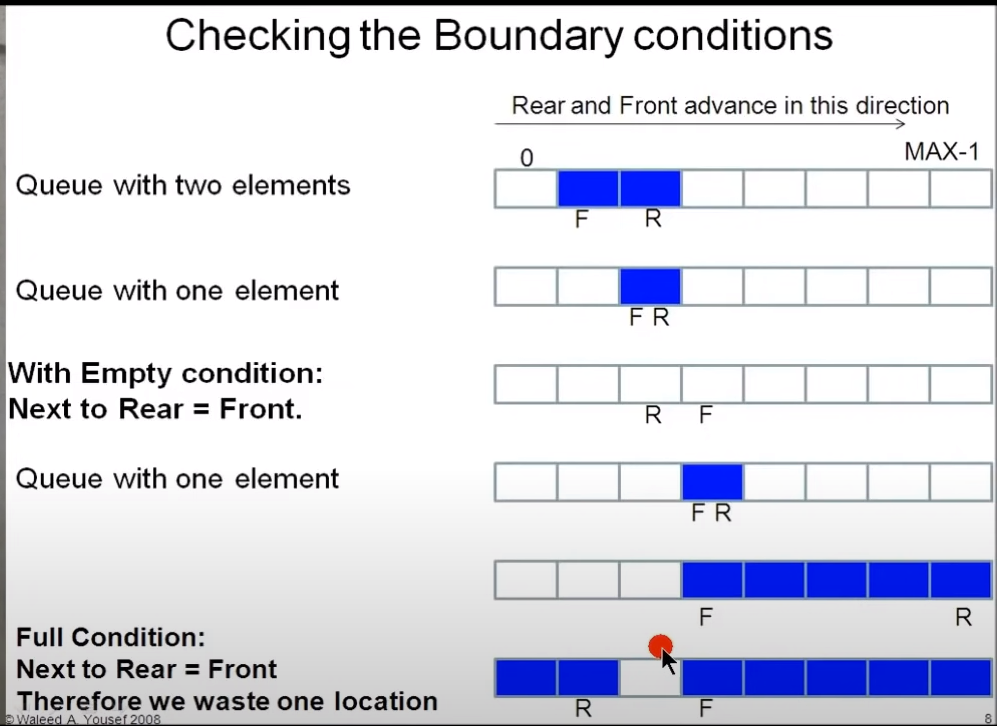 Checking the Boundary conditions
Rear and Front advance in this direction
0
MAX-1
Queue with two elements
F R
Queue with one element
F R
With Empty condition:
Next to Rear = Front.
R F
Queue with one element
F R
F R
Full Condition:
Next to Rear = Front
Therefore we waste one location
R F
© Waleed A. Yousef 2008
8